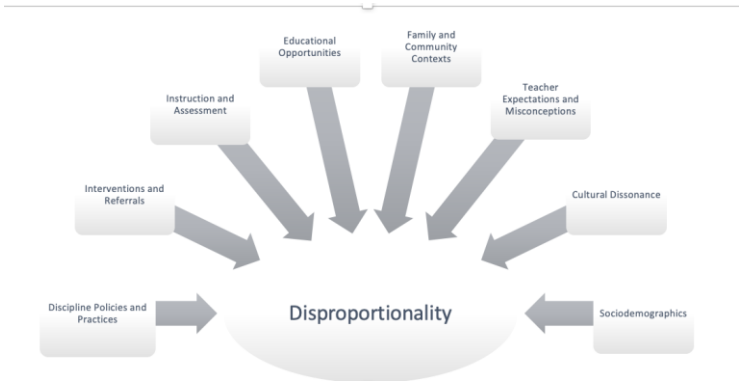 Family and
Community
Contexts
Educational
Opportunities
Teacher
Expectations and
Misconceptions
Instruction and
Assessment
Interventions and
Referrals
Cultural Dissonance
Discipline Policies and
Practices
Disproportionality
Sociodemographics